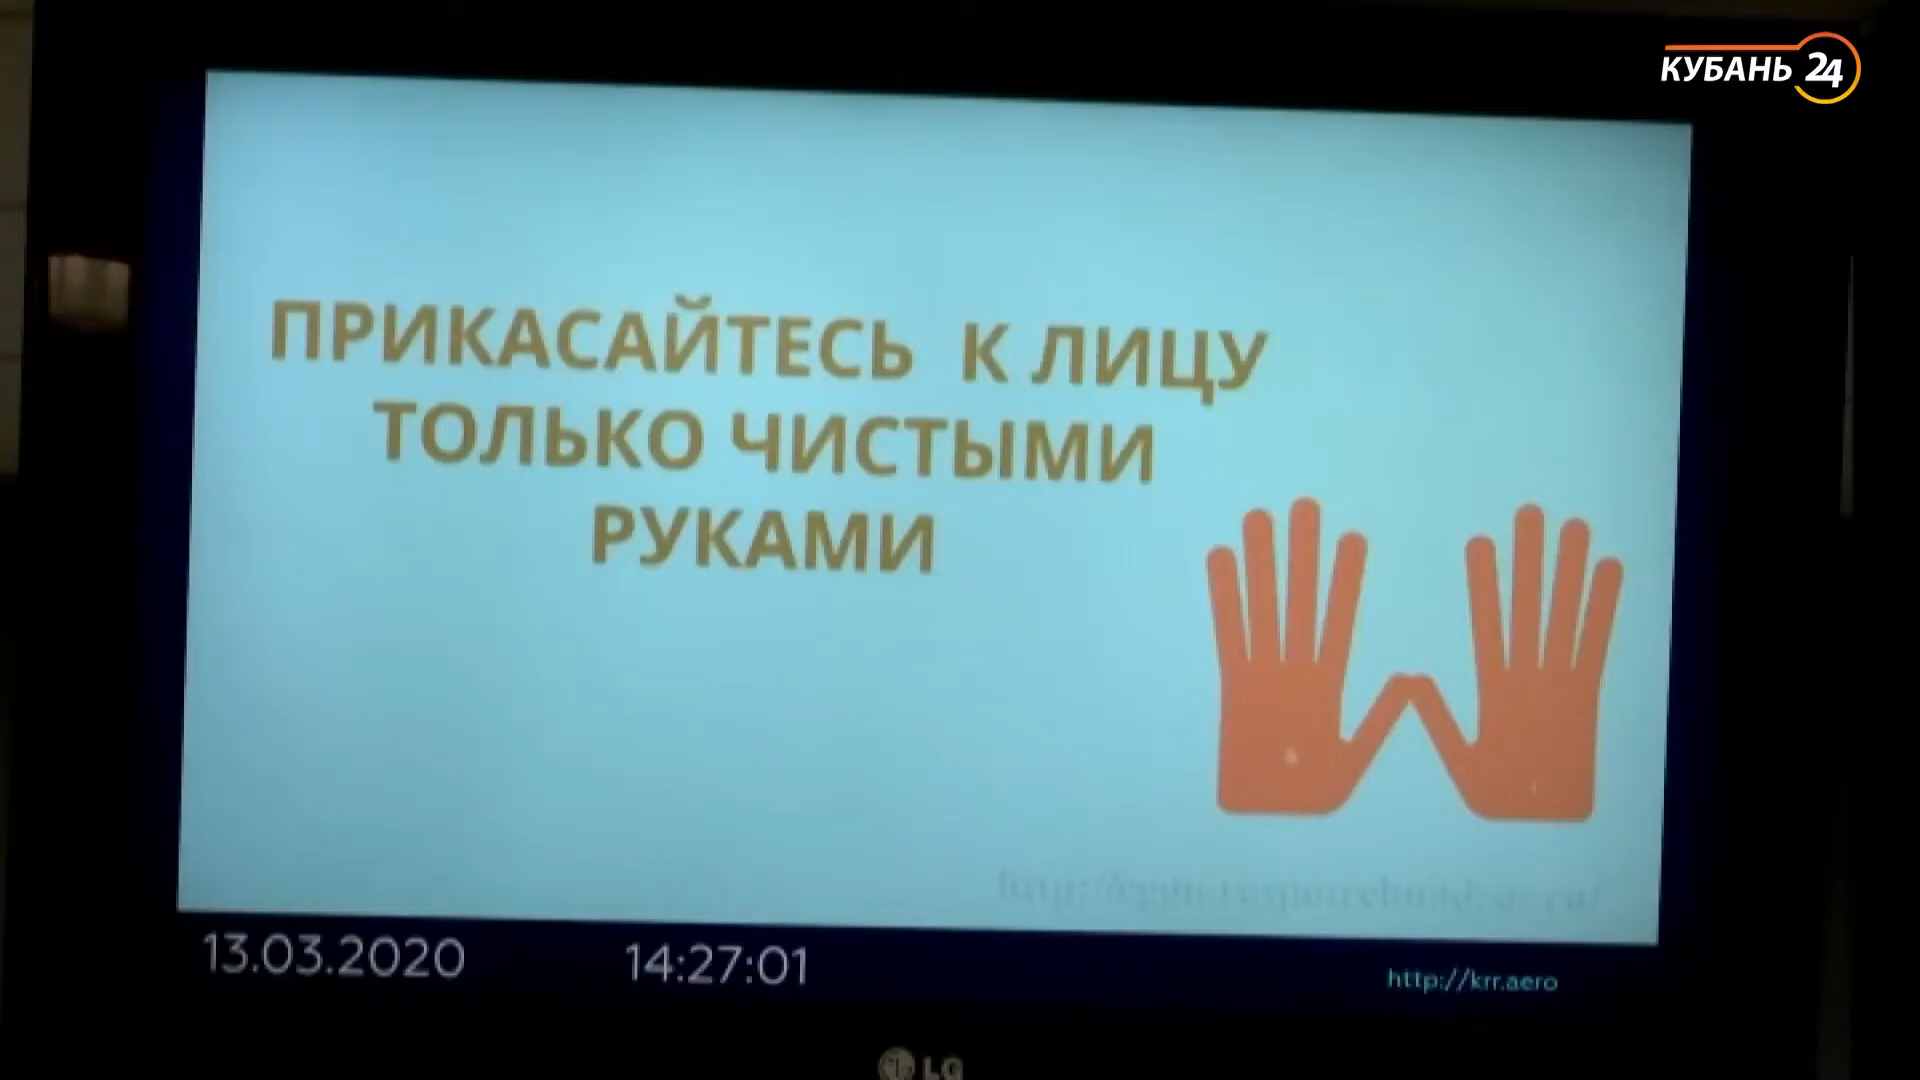 КУБАНЬ 24
ПРИКАСАЙТЕСЬ К ЛИЦУ
ТОЛЬКО ЧИСТЫМИ
РУКАМИ
13.03.2020 14:27:01 http://krr.aero
LG